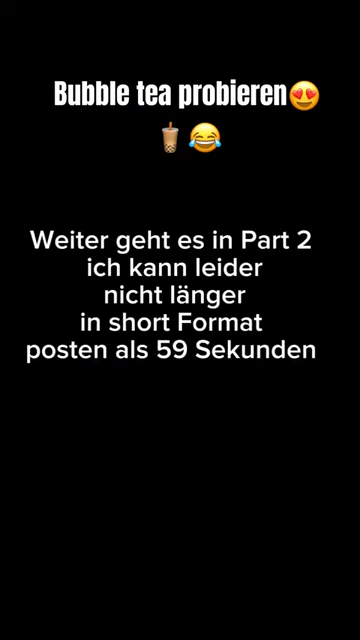 Bubble tea probieren😍
🧋😂
Weiter geht es in Part 2
ich kann leider
nicht länger
in short Format
posten als 59 Sekunden